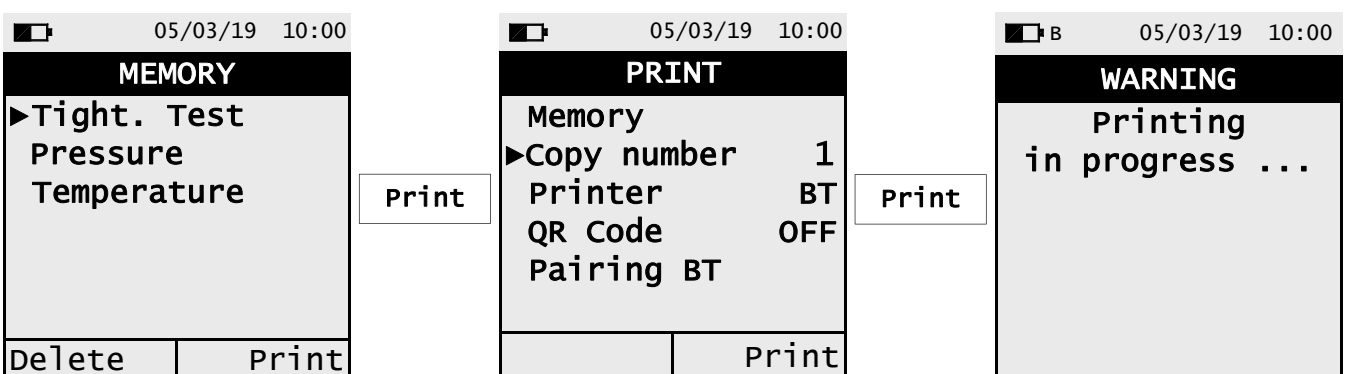 05/03/19 10:00
MEMORY
►Tight. Test
Pressure
Temperature
Delete Print
Print
05/03/19 10:00
PRINT
Memory
►Copy number 1
Printer BT
QR Code OFF
Pairing BT
Print
Print
B 05/03/19 10:00
WARNING
Printing
in progress ...